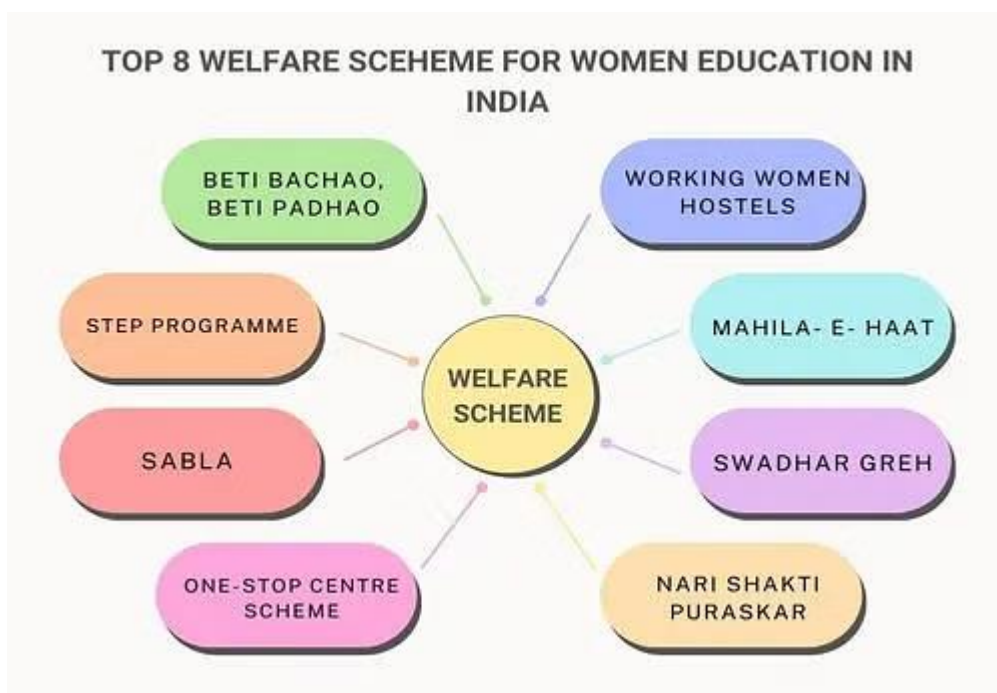 TOP 8 WELFARE SCEHEME FOR WOMEN EDUCATION IN
INDIA
BETI BACHAO,
BETI PADHAO
WORKING WOMEN
HOSTELS
STEP PROGRAMME
MAHILA- E- HAAT
WELFARE
SCHEME
SABLA
SWADHAR GREH
ONE-STOP CENTRE
SCHEME
NARI SHAKTI
PURASKAR